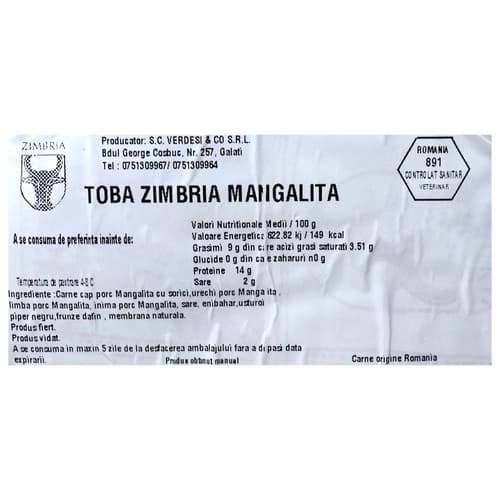 ZIMBRIA
Producator: S.C. VERDESI & CO S.R.L.
Bdul George Cosbuc, Nr. 257, Galati
Tel : 0751309967/ 0751309964
ROMANIA
891
CONTROLAT SANITAR
VETERINAR
TOBA ZIMBRIA MANGALITA
Valori Nutritionale Medii / 100 g
Valoare Energetica 622.82 kj / 149 kcal
A se consuma de preferinta inainte de:
Grasimi 9 g din care acizi grasi saturati 3.51 g
Glucide 0 g din care zaharuri 0 g
Proteine 14 g
Temperatura de pastrare 4-8 C
Sare 2 g
Ingrediente :Carne cap porc Mangalita cu sorici,urechi porc Mangalita ,
limba porc Mangalita, inima porc Mangalita, sare, enibahar,usturoi
piper negru,frunze dafin , membrana naturala.
Produs fiert.
Produs vidat.
A se consuma in maxin 5 zile de la desfacerea ambalajului fara a depasi data
expirarii.
Produs obtinut manual
Carne origine Romania